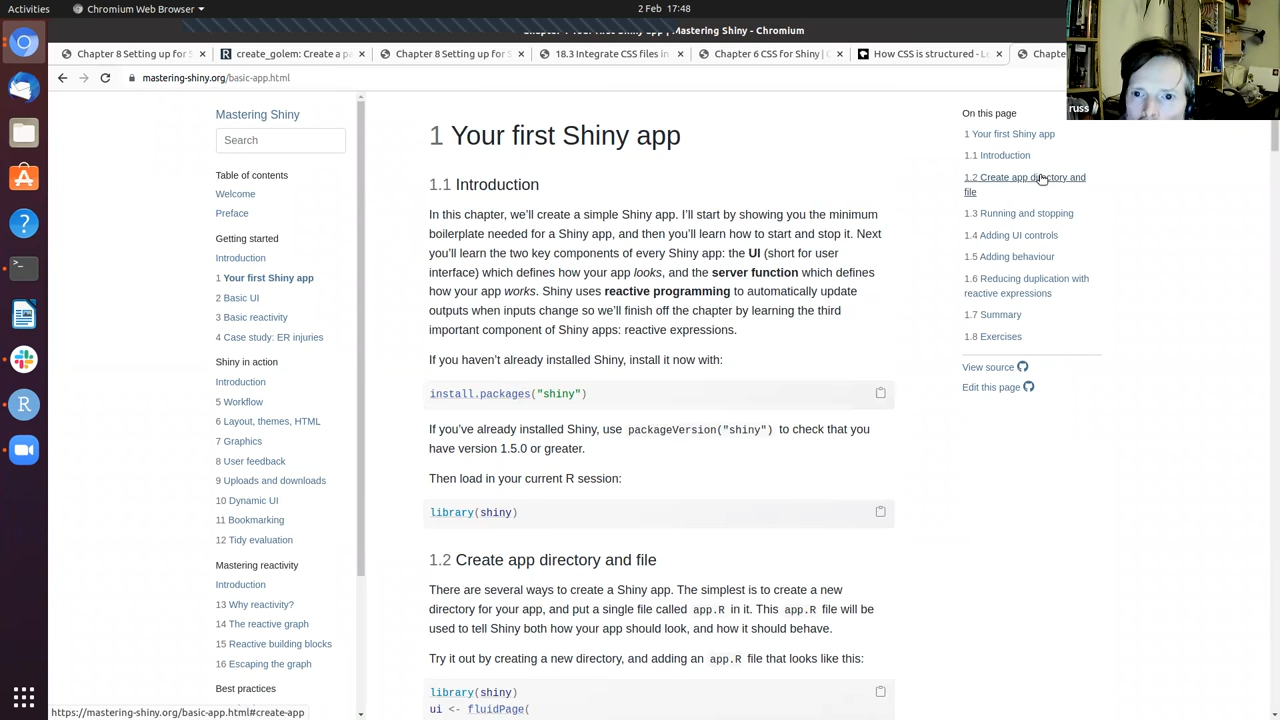 Activities
Chromium Web Browser
2 Feb 17:48
Chapter 1 Your first Shiny app | Mastering Shiny - Chromium
Chapter 8 Setting up for S
create_golem: Create a pa
Chapter 8 Setting up for S
18.3 Integrate CSS files in
Chapter 6 CSS for Shiny | O
How CSS is structured - Le
Chapte
mastering-shiny.org/basic-app.html
russ
Mastering Shiny
Search
Table of contents
Welcome
Preface
Getting started
Introduction
1 Your first Shiny app
2 Basic UI
3 Basic reactivity
4 Case study: ER injuries
Shiny in action
Introduction
5 Workflow
6 Layout, themes, HTML
7 Graphics
8 User feedback
9 Uploads and downloads
10 Dynamic UI
11 Bookmarking
12 Tidy evaluation
Mastering reactivity
Introduction
13 Why reactivity?
14 The reactive graph
15 Reactive building blocks
16 Escaping the graph
Best practices
1 Your first Shiny app
1.1 Introduction
In this chapter, we'll create a simple Shiny app. I'll start by showing you the minimum
boilerplate needed for a Shiny app, and then you'll learn how to start and stop it. Next
you'll learn the two key components of every Shiny app: the UI (short for user
interface) which defines how your app looks, and the server function which defines
how your app works. Shiny uses reactive programming to automatically update
outputs when inputs change so we'll finish off the chapter by learning the third
important component of Shiny apps: reactive expressions.
If you haven't already installed Shiny, install it now with:
install.packages("shiny")
If you've already installed Shiny, use packageVersion("shiny") to check that you
have version 1.5.0 or greater.
Then load in your current R session:
library(shiny)
1.2 Create app directory and file
There are several ways to create a Shiny app. The simplest is to create a new
directory for your app, and put a single file called app.R in it. This app.R file will be
used to tell Shiny both how your app should look, and how it should behave.
Try it out by creating a new directory, and adding an app.R file that looks like this:
library(shiny)
ui <- fluidPage(
On this page
1 Your first Shiny app
1.1 Introduction
1.2 Create app directory and
file
1.3 Running and stopping
1.4 Adding UI controls
1.5 Adding behaviour
1.6 Reducing duplication with
reactive expressions
1.7 Summary
1.8 Exercises
View source
Edit this page
https://mastering-shiny.org/basic-app.html#create-app